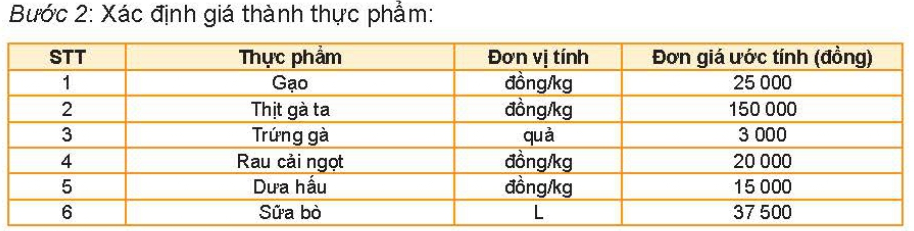 Bước 2: Xác định giá thành thực phẩm:
STT Thực phẩm Đơn vị tính Đơn giá ước tính (đồng)
1 Gạo đồng/kg 25 000
2 Thịt gà ta đồng/kg 150 000
3 Trứng gà quả 3 000
4 Rau cải ngọt đồng/kg 20 000
5 Dưa hấu đồng/kg 15 000
6 Sữa bò L 37 500